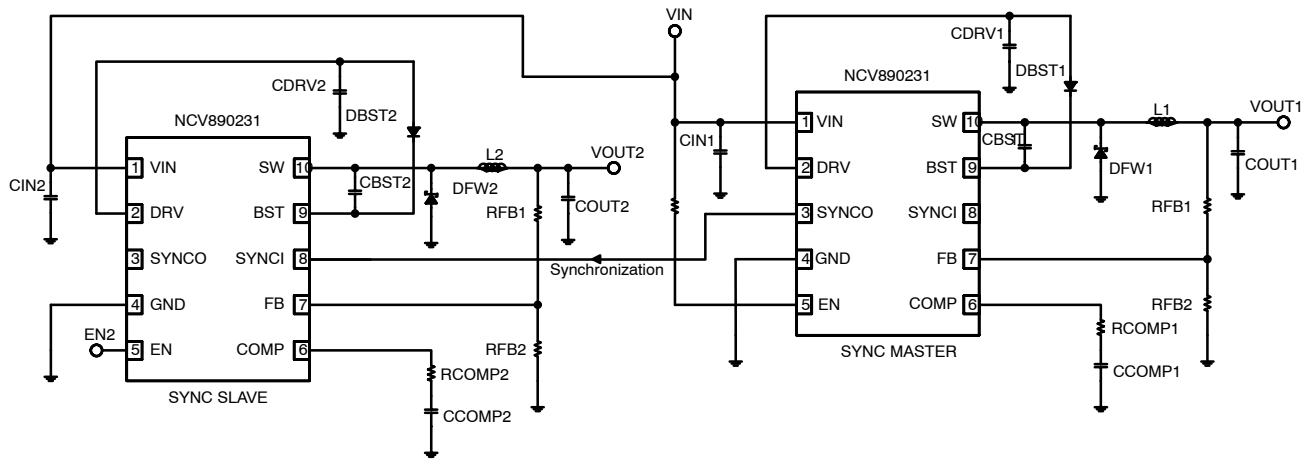 VIN
CDRV1
DBST1
NCV890231
L1
VOUT1
1
VIN
SW
10
CIN1
CBST
COUT1
2
DRV
BST
9
DFW1
3
SYNCO
SYNCI
8
RFB1
4
GND
FB
7
5
EN
COMP
6
RFB2
RCOMP1
CCOMP1
SYNC MASTER
CDRV2
DBST2
NCV890231
L2
VOUT2
1
VIN
SW
10
CIN2
CBST2
DFW2
COUT2
2
DRV
BST
9
RFB1
3
SYNCO
SYNCI
8
Synchronization
4
GND
FB
7
EN2
5
EN
COMP
6
RFB2
RCOMP2
CCOMP2
SYNC SLAVE